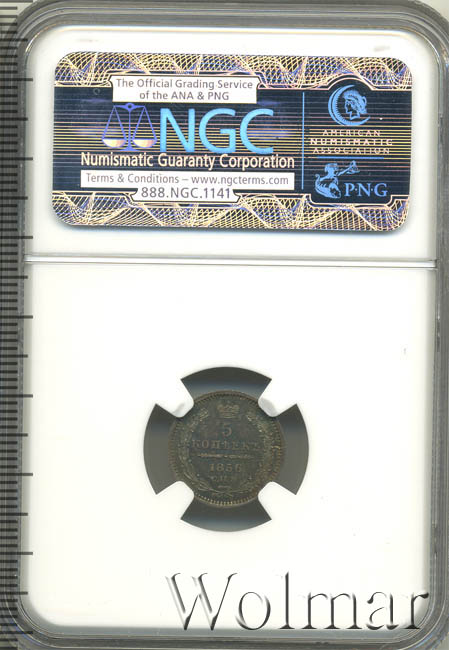 The Official Grading Service
of the ANA & PNG
NGC
Numismatic Guaranty Corporation
Terms & Conditions – www.ngcterms.com
888.NGC.1141
AMERICAN
NUMISMATIC
ASSOCIATION
P·N·G
5
КОПѢЕКЪ
1856
С.П.Б.
Wolmar